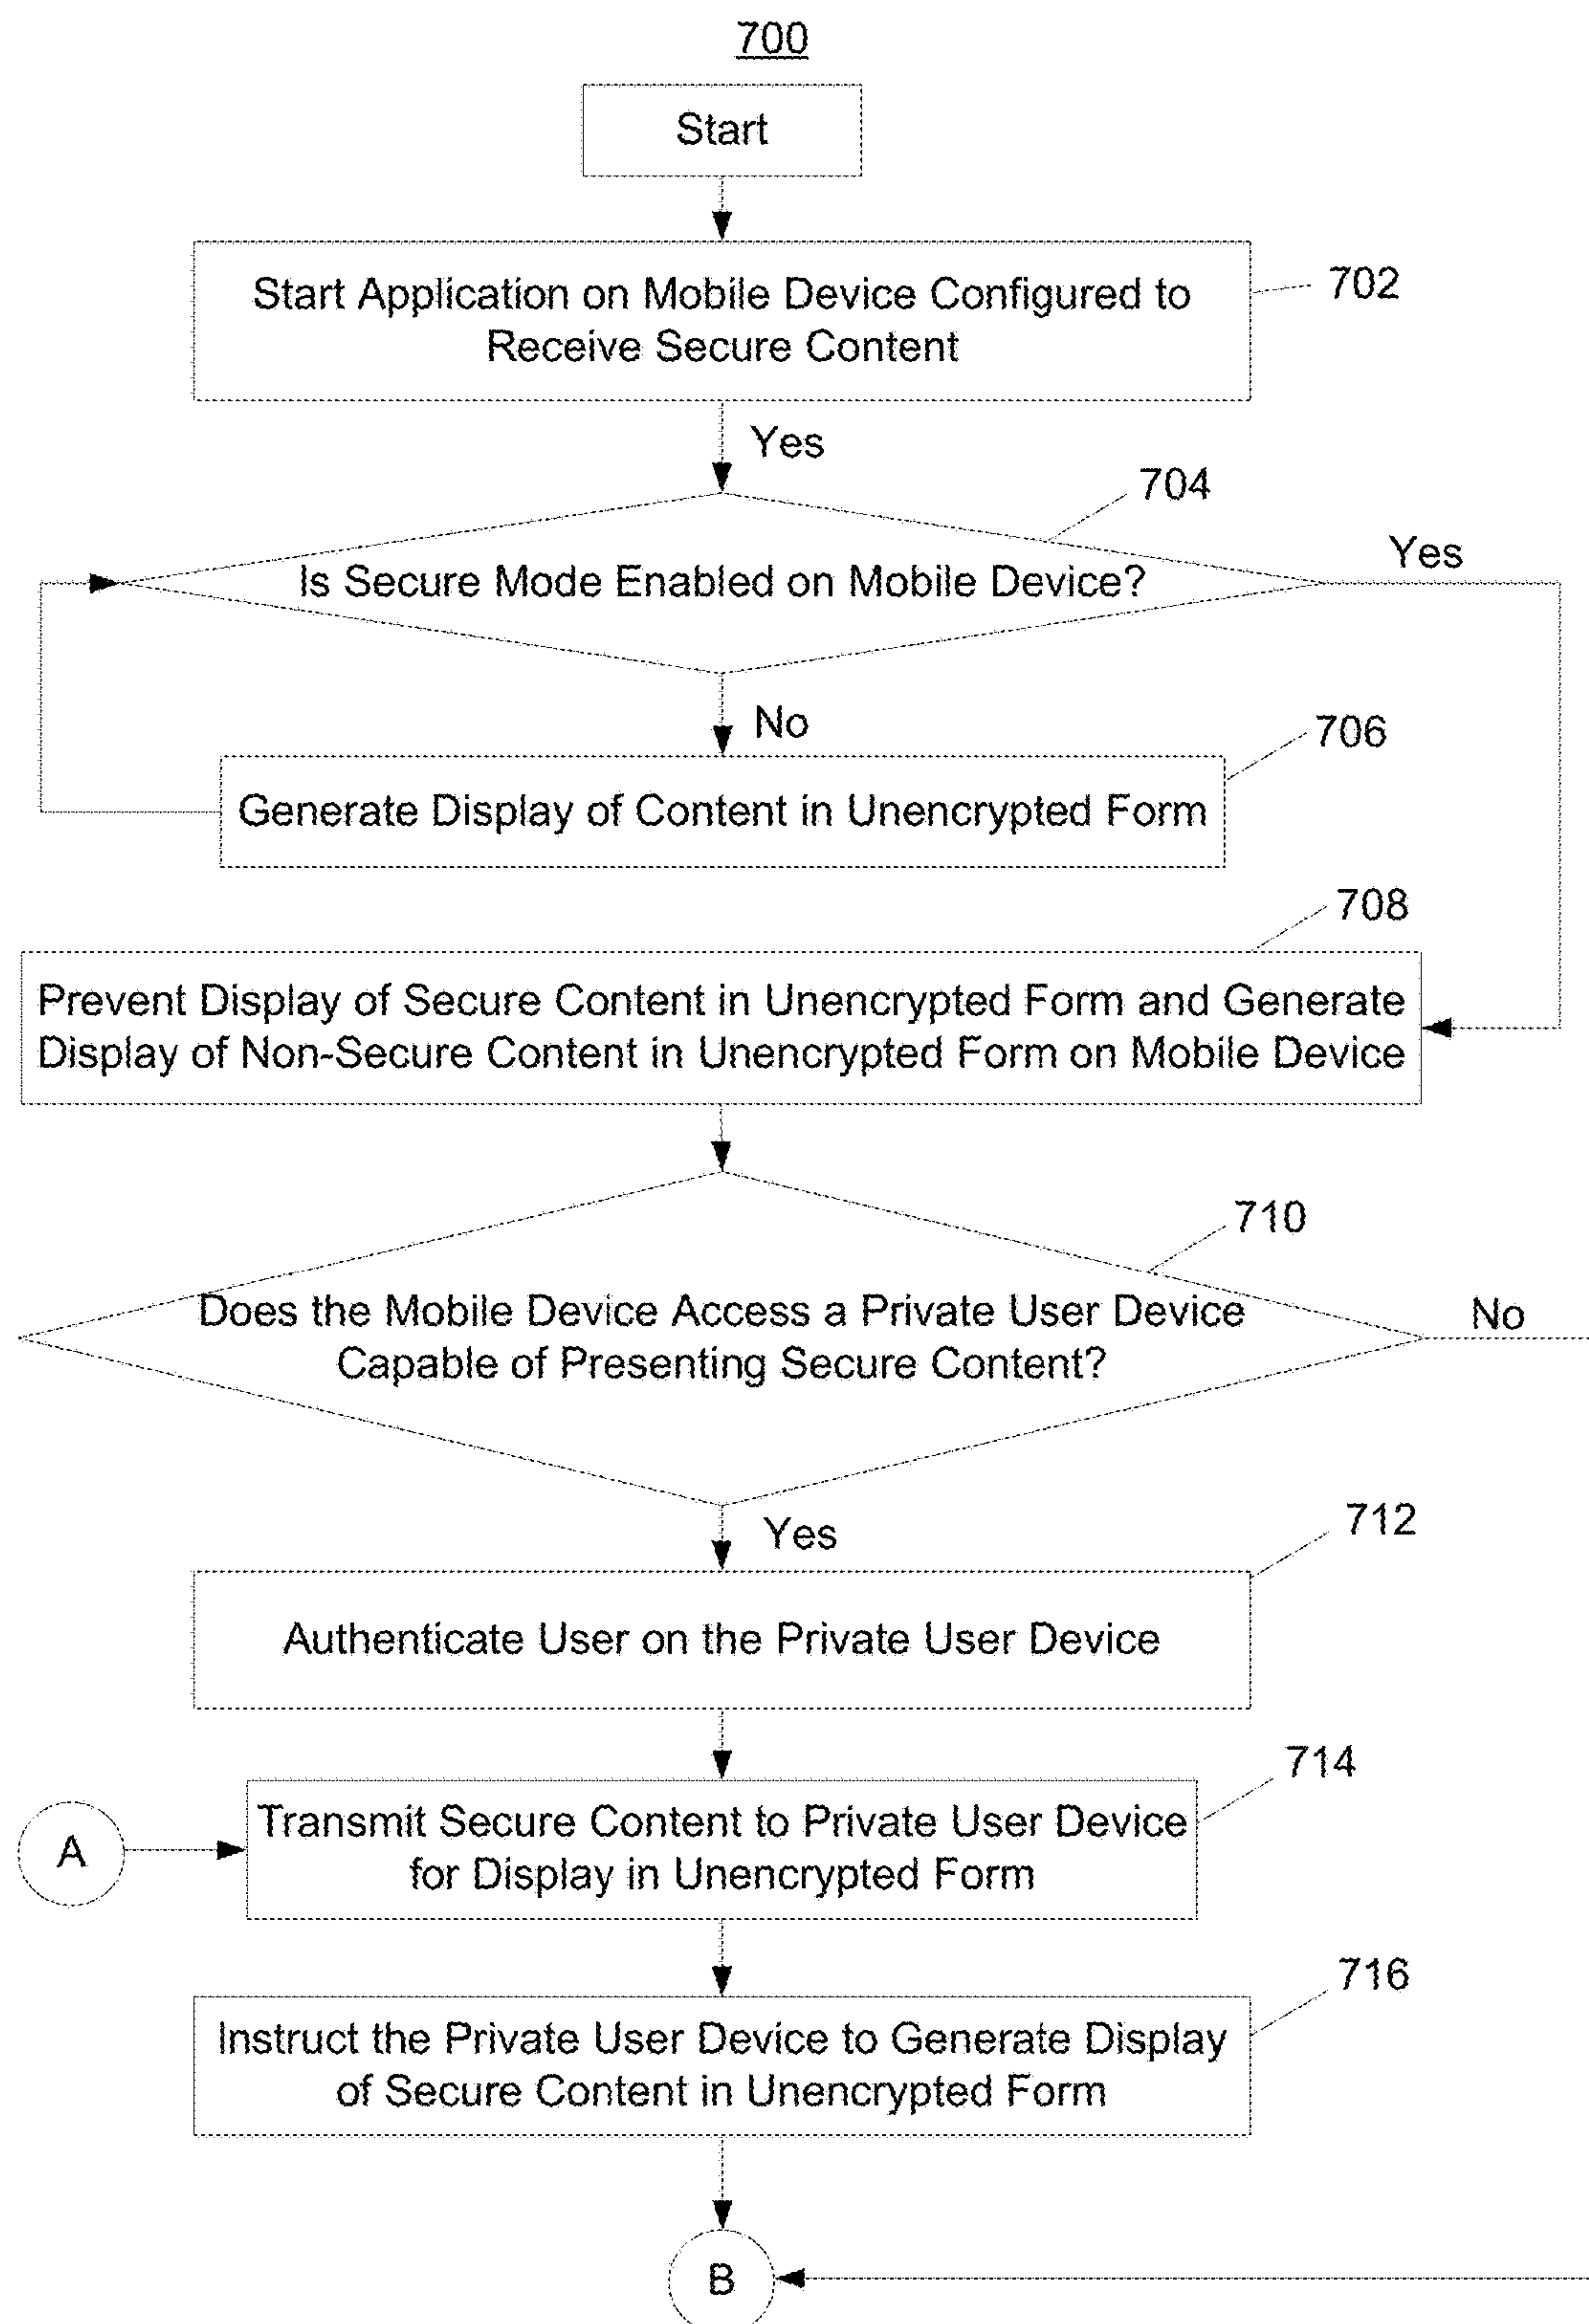 700
Start
Start Application on Mobile Device Configured to
Receive Secure Content
702
Yes
704
Is Secure Mode Enabled on Mobile Device?
Yes
No
706
Generate Display of Content in Unencrypted Form
708
Prevent Display of Secure Content in Unencrypted Form and Generate
Display of Non-Secure Content in Unencrypted Form on Mobile Device
710
Does the Mobile Device Access a Private User Device
Capable of Presenting Secure Content?
No
Yes
712
Authenticate User on the Private User Device
714
A
Transmit Secure Content to Private User Device
for Display in Unencrypted Form
716
Instruct the Private User Device to Generate Display
of Secure Content in Unencrypted Form
B